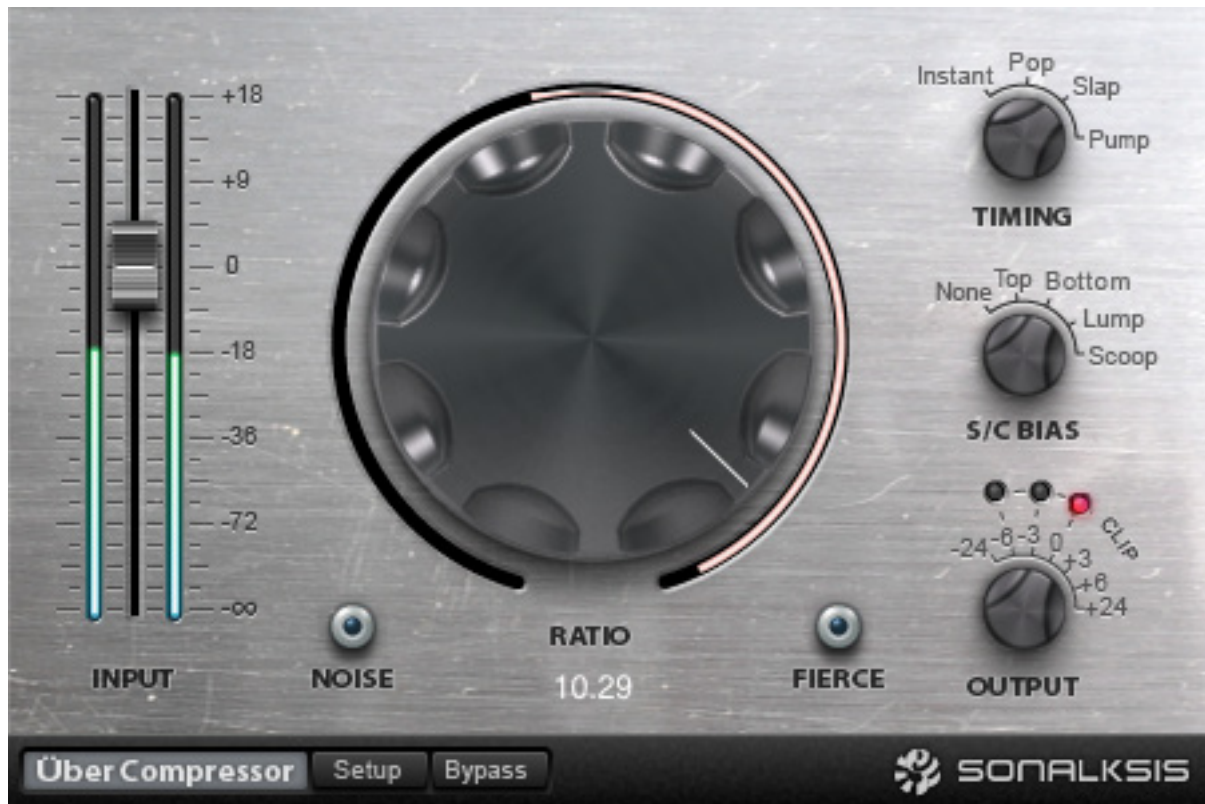 +18
+9
0
-18
-36
-72
-∞
INPUT
NOISE
RATIO
10.29
FIERCE
Instant
Pop
Slap
Pump
TIMING
None
Top
Bottom
Lump
Scoop
S/C BIAS
-24
-6
-3
0
+3
+6
+24
CLIP
OUTPUT
Über Compressor
Setup
Bypass
SONALKSIS